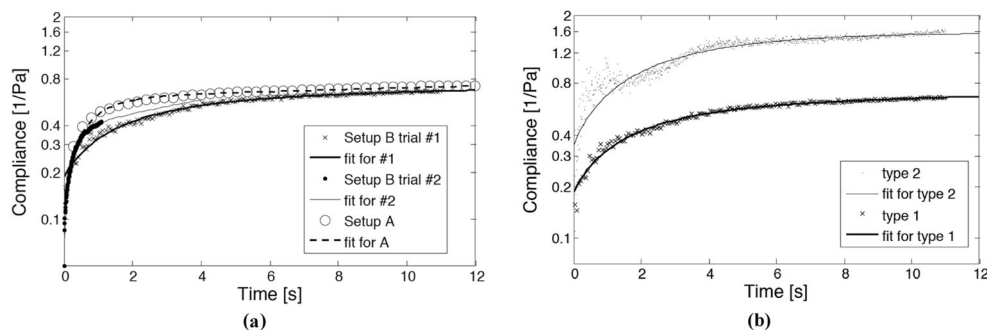 2
1.6
1.2
0.8
0.4
0.3
0.2
0.1
Compliance [1/Pa]
Setup B trial #1
fit for #1
Setup B trial #2
fit for #2
Setup A
fit for A
0 2 4 6 8 10 12
Time [s]
(a)
2
1.6
1.2
0.8
0.4
0.3
0.2
0.1
Compliance [1/Pa]
type 2
fit for type 2
type 1
fit for type 1
0 2 4 6 8 10 12
Time [s]
(b)